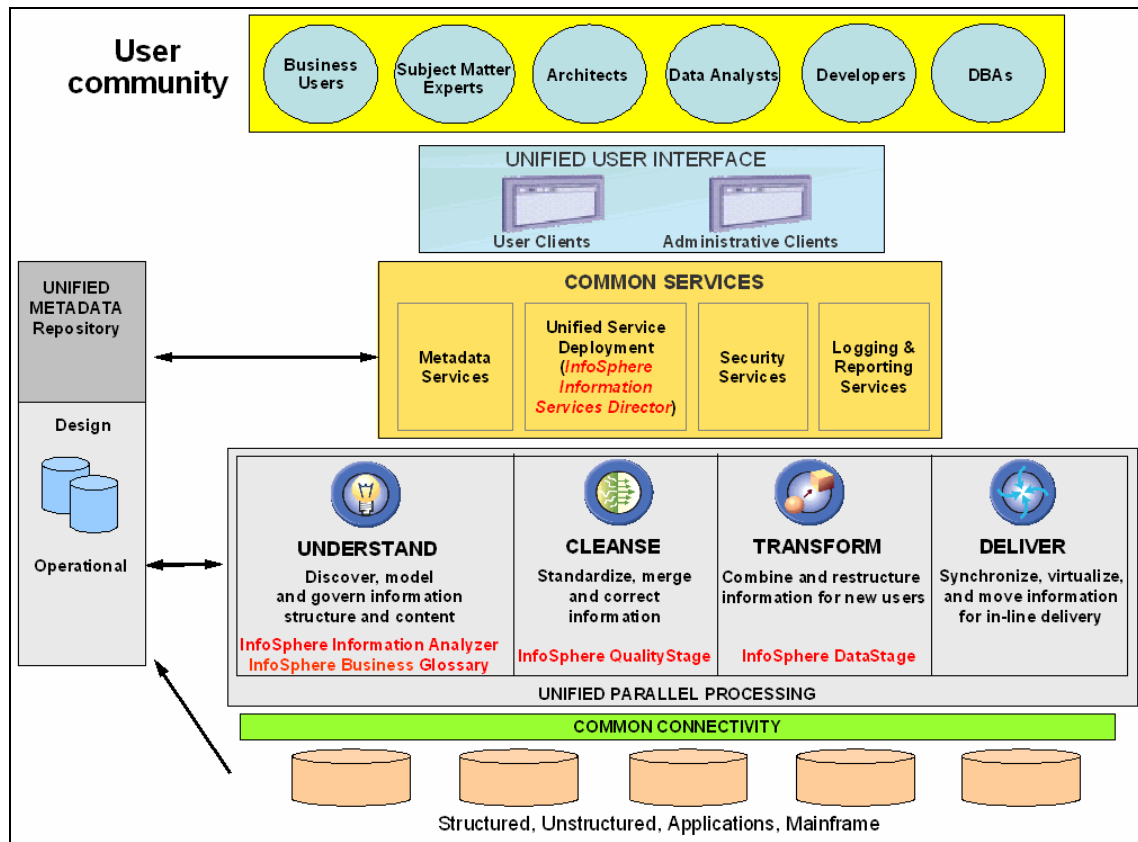 User
community
Business
Users
Subject Matter
Experts
Architects
Data Analysts
Developers
DBAs
UNIFIED USER INTERFACE
User Clients
Administrative Clients
UNIFIED
METADATA
Repository
Design
Operational
COMMON SERVICES
Metadata
Services
Unified Service
Deployment
(InfoSphere
Information
Services Director)
Security
Services
Logging &
Reporting
Services
UNDERSTAND
Discover, model
and govern information
structure and content
InfoSphere Information Analyzer
InfoSphere Business Glossary
CLEANSE
Standardize, merge
and correct
information
InfoSphere QualityStage
TRANSFORM
Combine and restructure
information for new users
InfoSphere DataStage
DELIVER
Synchronize, virtualize,
and move information
for in-line delivery
UNIFIED PARALLEL PROCESSING
COMMON CONNECTIVITY
Structured, Unstructured, Applications, Mainframe